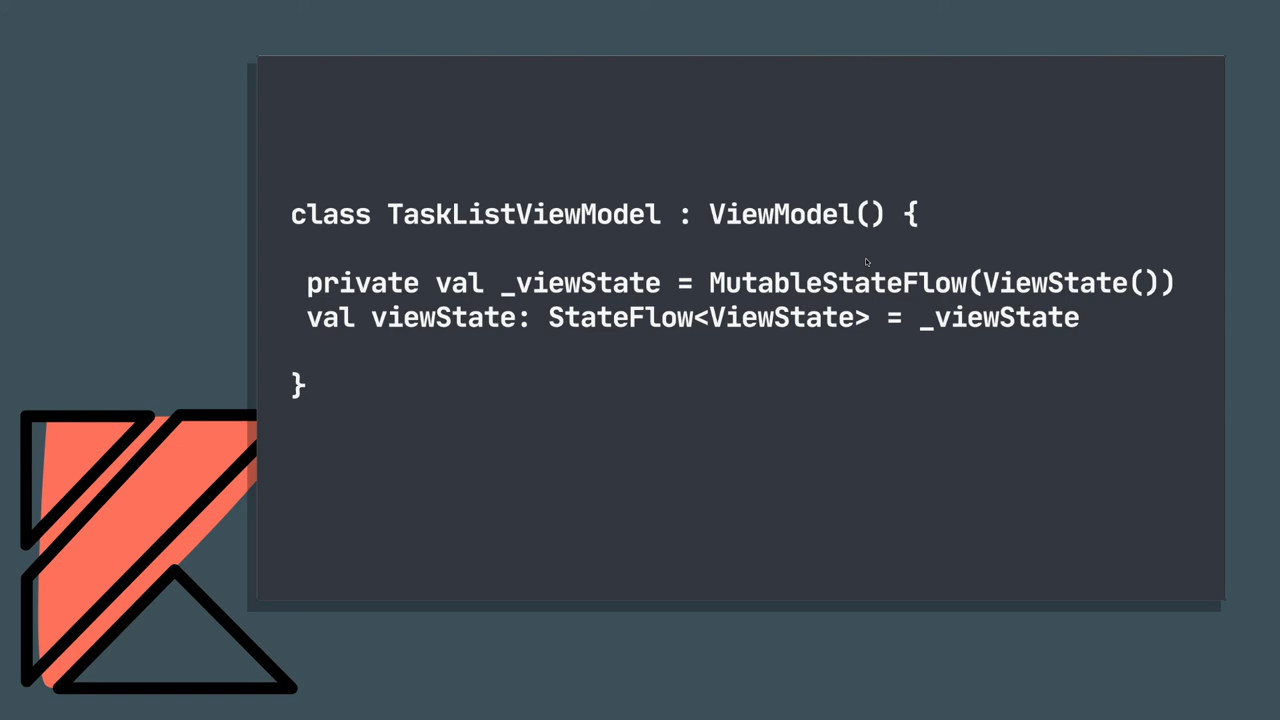 class TaskListViewModel : ViewModel() {
private val _viewState = MutableStateFlow(ViewState())
val viewState: StateFlow<ViewState> = _viewState
}